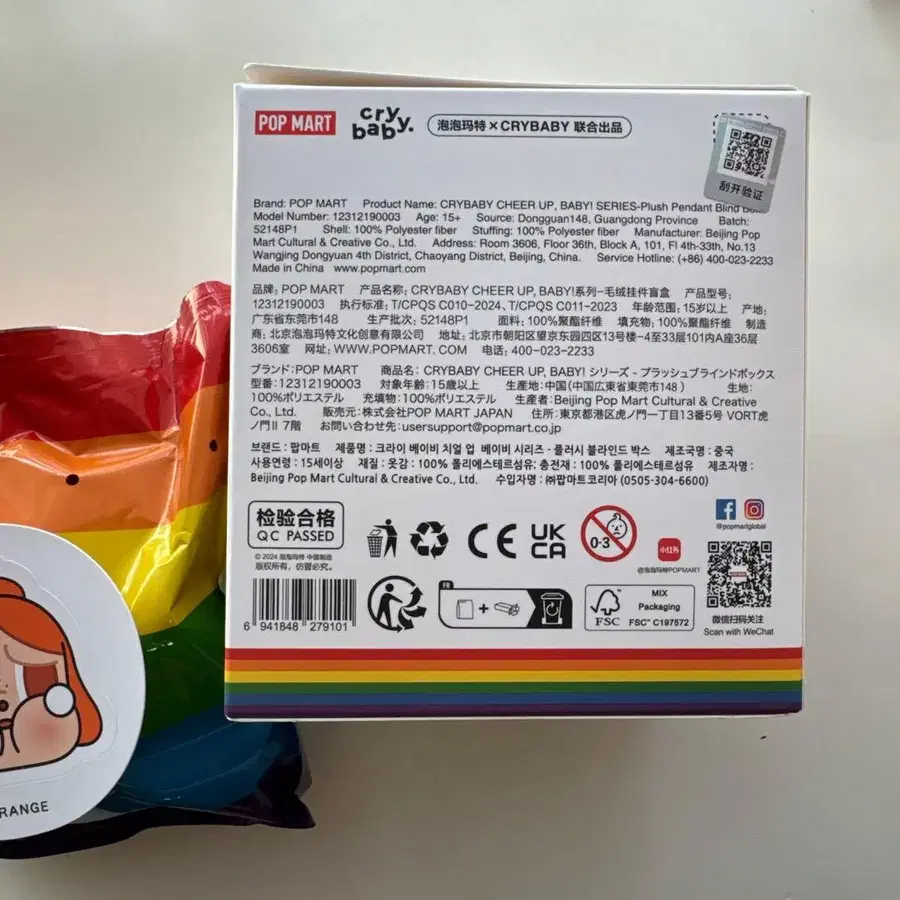 POP MART
cry
baby.
泡泡玛特×CRYBABY 联合出品
刮开验证
Brand: POP MART Product Name: CRYBABY CHEER UP, BABY! SERIES-Plush Pendant Blind
Model Number: 12312190003 Age: 15+ Source: Dongguan148, Guangdong Province Batch:
52148P1 Shell: 100% Polyester fiber Stuffing: 100% Polyester fiber Manufacturer: Beijing Pop
Mart Cultural & Creative Co., Ltd. Address: Room 3606, Floor 36th, Block A, 101, Fl 4th-33th, No.13
Wangjing Dongyuan 4th District, Chaoyang District, Beijing, China. Service Hotline: (+86) 400-023-2233
Made in China www.popmart.com
品牌: POP MART 产品名称: CRYBABY CHEER UP, BABY!系列-毛绒挂件盲盒 产品型号:
12312190003 执行标准: T/CPQS C010-2024、T/CPQS C011-2023 年龄范围: 15岁以上 产地:
广东省东莞市148 生产批次: 52148P1 面料: 100%聚酯纤维 填充物: 100%聚酯纤维 制造
商: 北京泡泡玛特文化创意有限公司 地址: 北京市朝阳区望京东园四区13号楼-4至33层101内A座36层
3606室 网址: WWW.POPMART.COM 电话: 400-023-2233
ブランド: POP MART 商品名: CRYBABY CHEER UP, BABY! シリーズ - プラッシュブラインドボックス
型番: 12312190003 対象年齢: 15歳以上 生産地: 中国(中国広東省東莞市148) 生地:
100%ポリエステル 充填物: 100%ポリエステル 生産者: Beijing Pop Mart Cultural & Creative
Co., Ltd. 販売元: 株式会社POP MART JAPAN 住所: 東京都港区虎ノ門一丁目13番5号 VORT虎
ノ門Ⅱ 7階 お問い合わせ先: usersupport@popmart.co.jp
브랜드 : 팝마트 제품명 : 크라이 베이비 치얼 업 베이비 시리즈 - 플러시 블라인드 박스 제조국명 : 중국
사용연령 : 15세이상 재질 : 옷감 : 100% 폴리에스테르섬유; 충전재 : 100% 폴리에스테르섬유 제조자명 :
Beijing Pop Mart Cultural & Creative Co., Ltd. 수입자명 : ㈜팝마트코리아 (0505-304-6600)
检验合格
QC PASSED
© 2024 泡泡玛特 中国制造
版权所有，仿冒必究。
CE
UK
CA
0-3
小红书
@泡泡玛特POPMART
@popmartglobal
微信扫码关注
Scan with WeChat
6 941848 279101
FR
FSC
MIX
Packaging
FSC™ C197572
RANGE